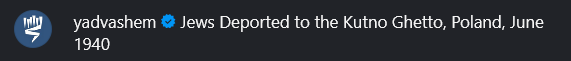 yadvashem Jews Deported to the Kutno Ghetto, Poland, June
1940